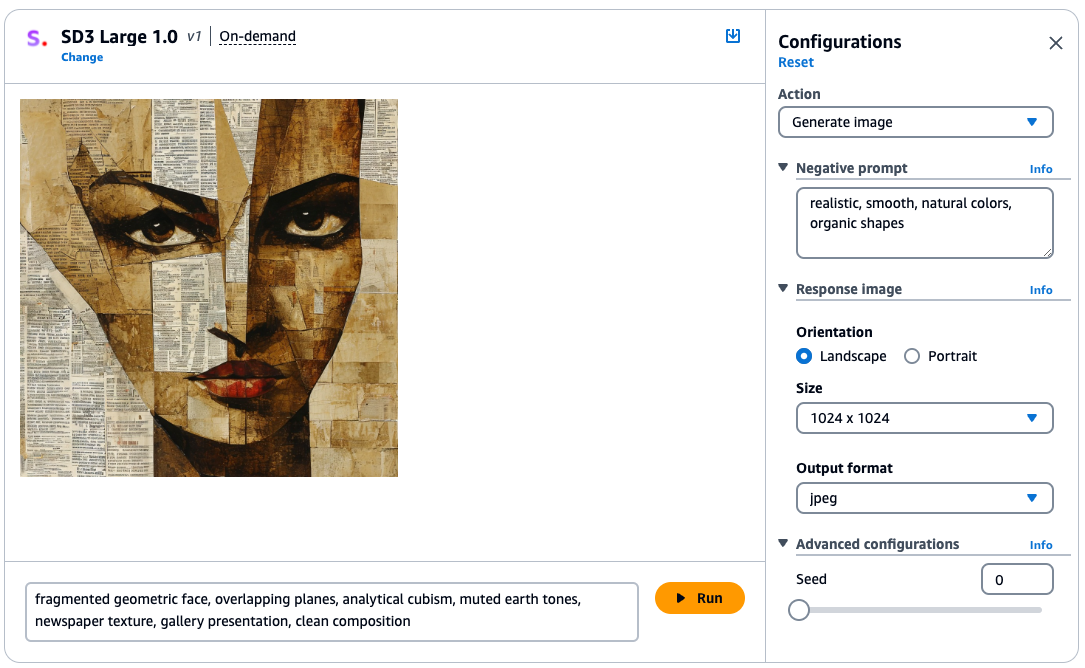 S. SD3 Large 1.0 v1 On-demand
Change
Configurations
Reset
Action
Generate image
Negative prompt Info
realistic, smooth, natural colors,
organic shapes
Response image Info
Orientation
Landscape Portrait
Size
1024 x 1024
Output format
jpeg
Advanced configurations Info
Seed 0
fragmented geometric face, overlapping planes, analytical cubism, muted earth tones,
newspaper texture, gallery presentation, clean composition
Run